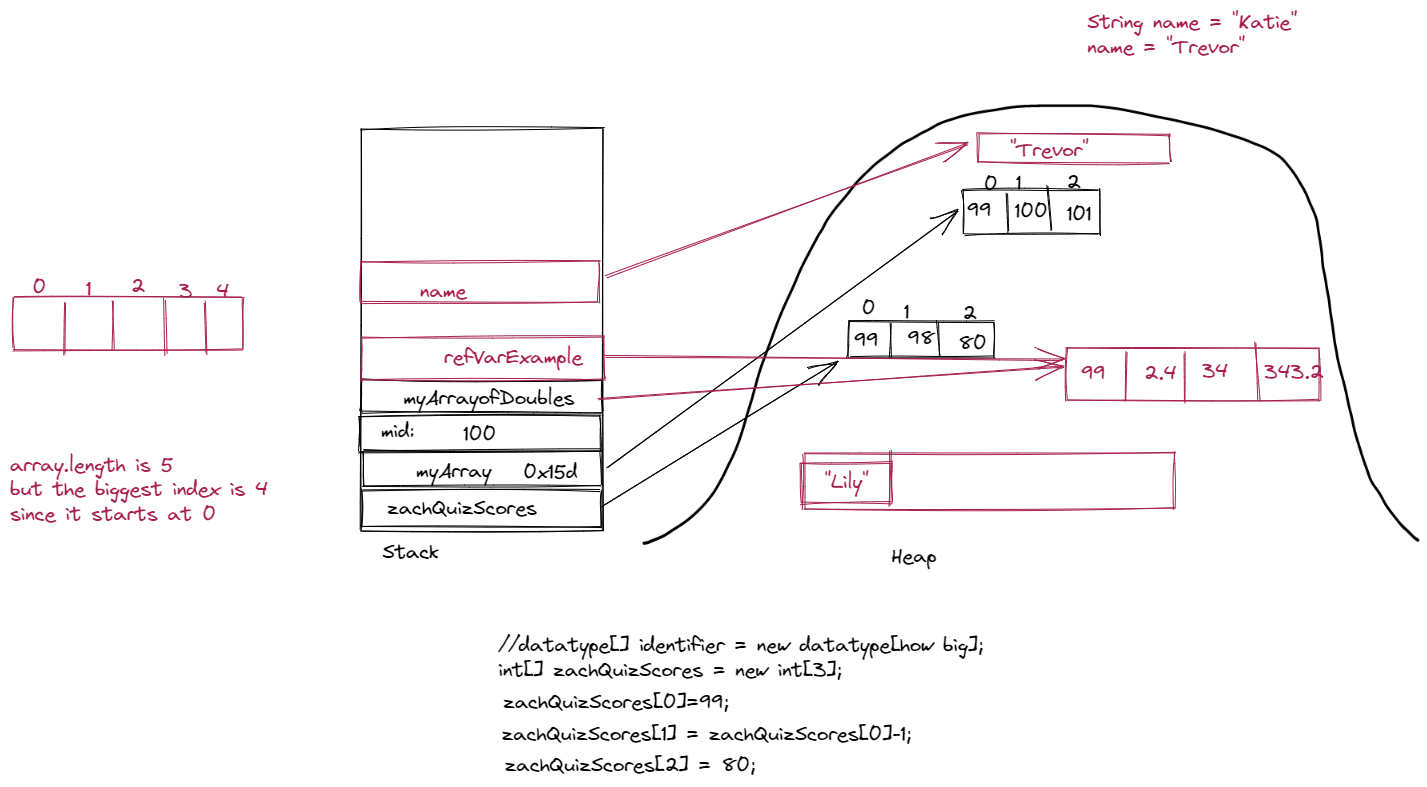 String name = "Katie"
name = "Trevor"
"Trevor"
0 1 2
99 100 101
name
0 1 2 3 4
0 1 2
99 98 80
refVarExample
99 2.4 34 343.2
myArrayofDoubles
mid: 100
myArray 0x15d
zachQuizScores
"Lily"
array.length is 5
but the biggest index is 4
since it starts at 0
Stack
Heap
//datatype[] identifier = new datatype[how big];
int[] zachQuizScores = new int[3];
zachQuizScores[0]=99;
zachQuizScores[1] = zachQuizScores[0]-1;
zachQuizScores[2] = 80;